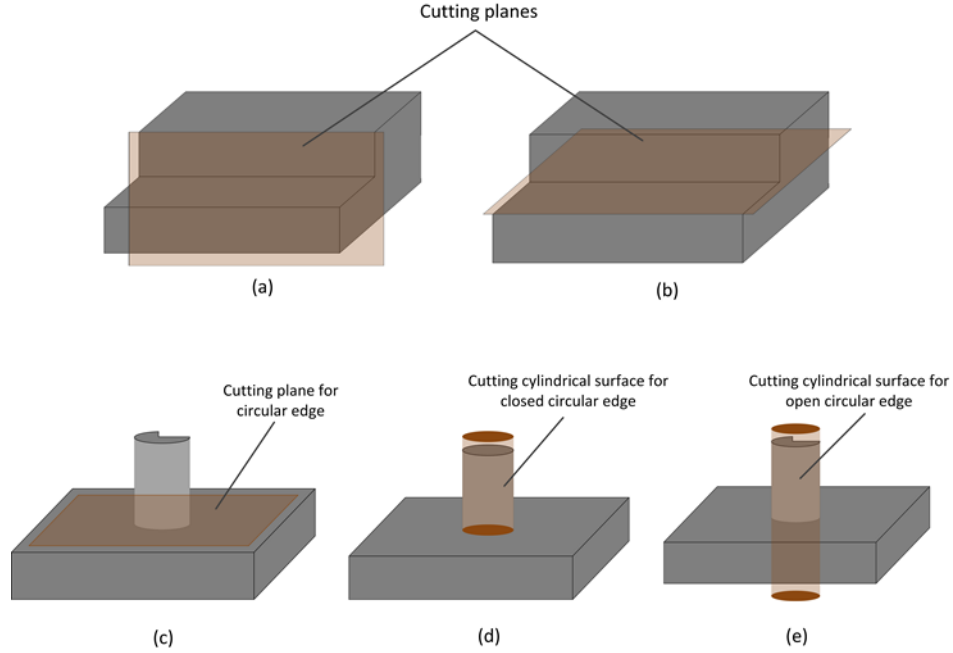 Cutting planes
(a)
(b)
Cutting plane for
circular edge
Cutting cylindrical surface for
closed circular edge
Cutting cylindrical surface for
open circular edge
(c)
(d)
(e)